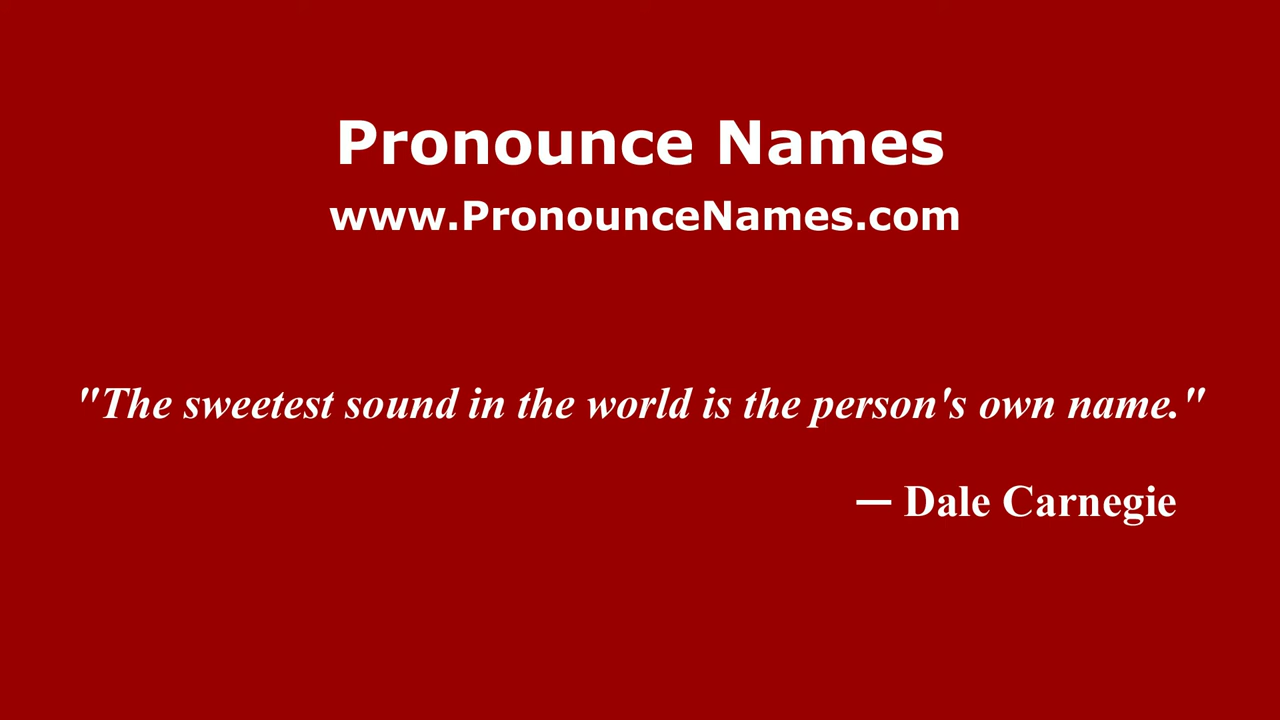 Pronounce Names
www.PronounceNames.com
"The sweetest sound in the world is the person's own name."
— Dale Carnegie